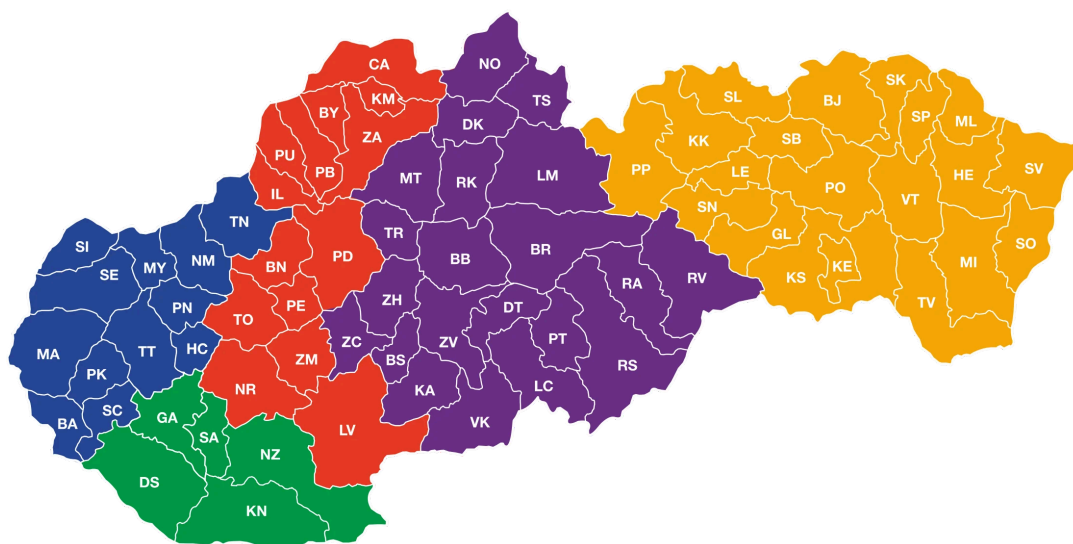 CA
NO
KM
TS
BY
ZA
DK
PU
PB
IL
MT
RK
LM
SK
SL
BJ
SP
ML
KK
SB
PP
LE
PO
HE
SV
VT
SN
GL
SO
KS
KE
MI
TV
TN
SI
SE
MY
NM
PN
MA
TT
HC
PK
SC
BA
BN
PD
TO
PE
ZM
NR
LV
TR
BB
BR
RA
RV
ZH
DT
ZC
BS
ZV
PT
RS
KA
LC
VK
GA
SA
NZ
DS
KN